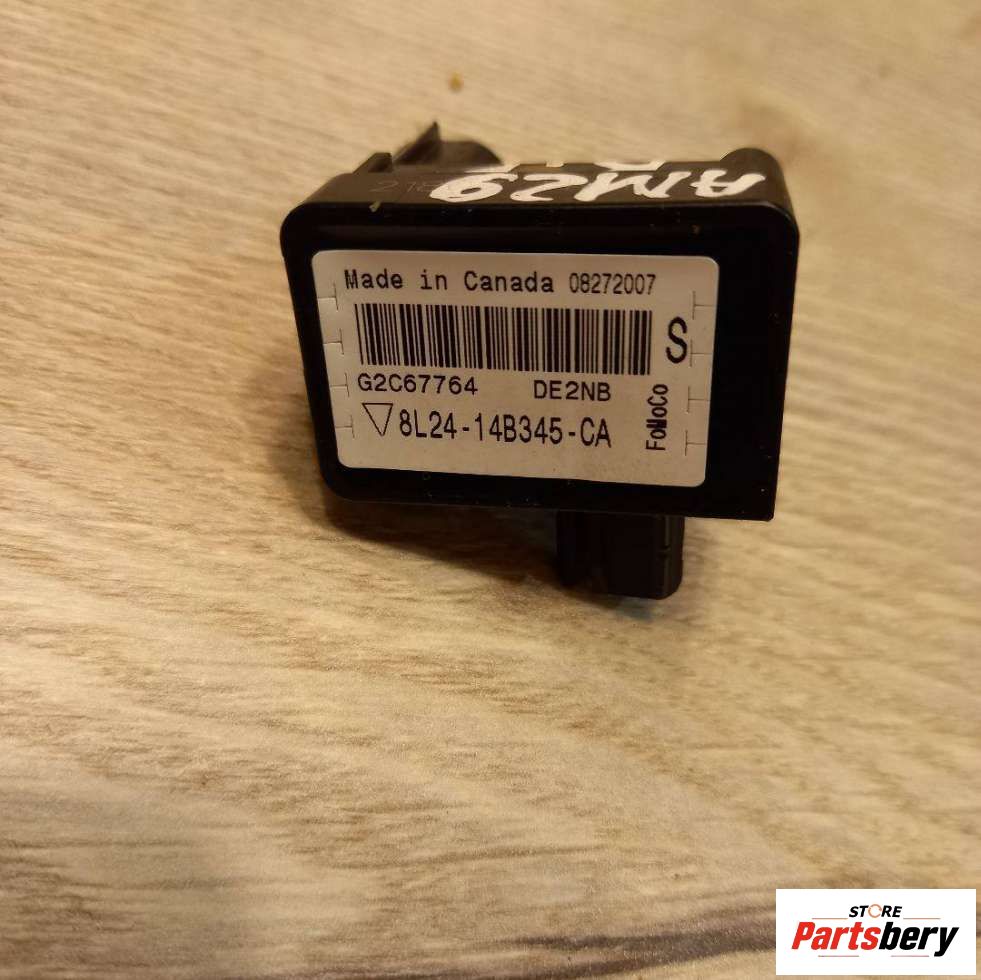 AM29
Made in Canada 08272007
S
G2C67764 DE2NB
FoMoCo
▽8L24-14B345-CA
STORE
Partsbery